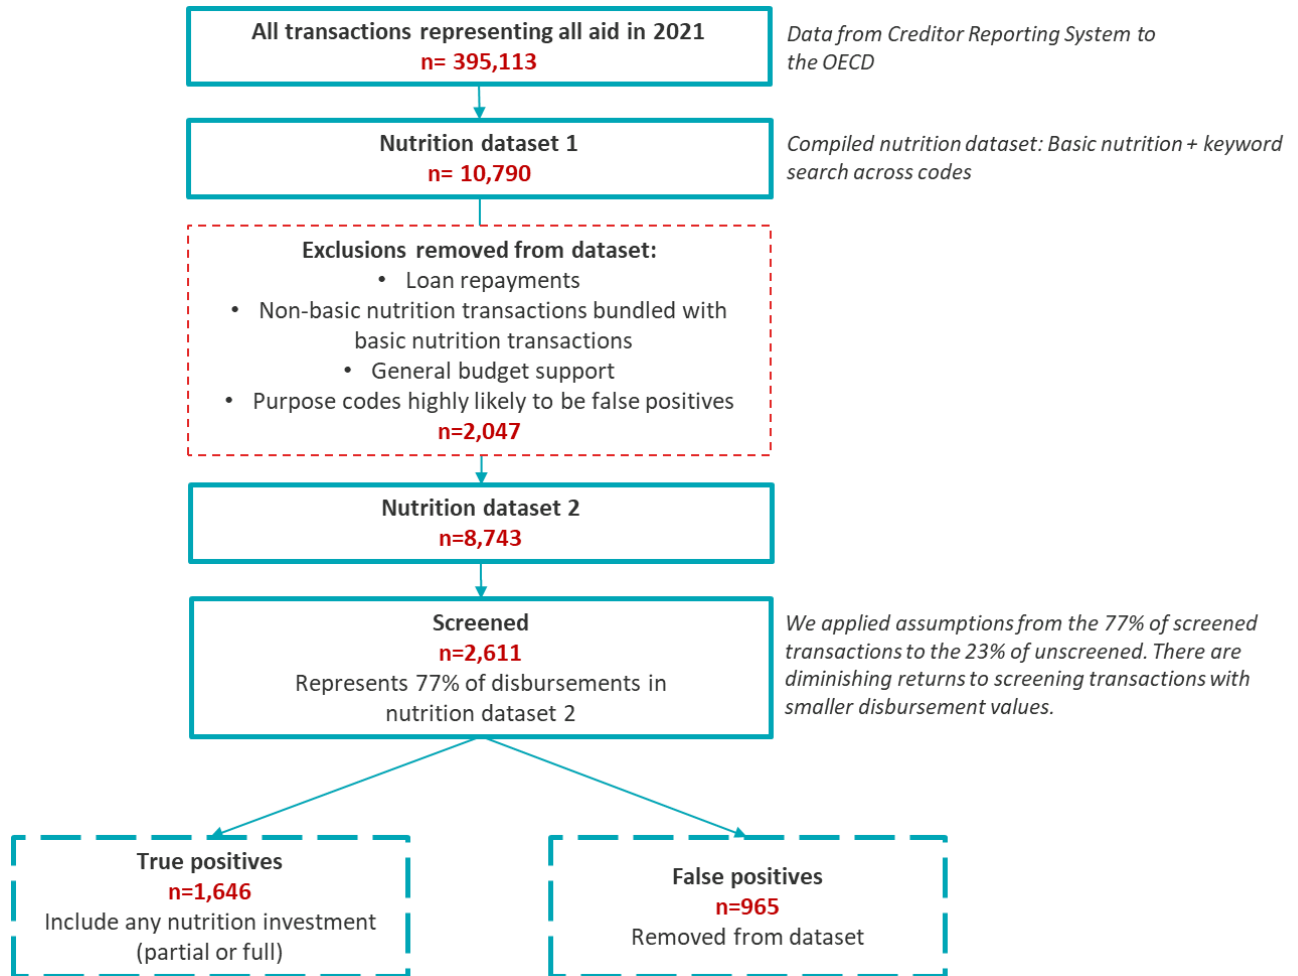 All transactions representing all aid in 2021
n= 395,113
Data from Creditor Reporting System to
the OECD
Nutrition dataset 1
n= 10,790
Compiled nutrition dataset: Basic nutrition + keyword
search across codes
Exclusions removed from dataset:
• Loan repayments
• Non-basic nutrition transactions bundled with
basic nutrition transactions
• General budget support
• Purpose codes highly likely to be false positives
n=2,047
Nutrition dataset 2
n=8,743
Screened
n=2,611
Represents 77% of disbursements in
nutrition dataset 2
We applied assumptions from the 77% of screened
transactions to the 23% of unscreened. There are
diminishing returns to screening transactions with
smaller disbursement values.
True positives
n=1,646
Include any nutrition investment
(partial or full)
False positives
n=965
Removed from dataset